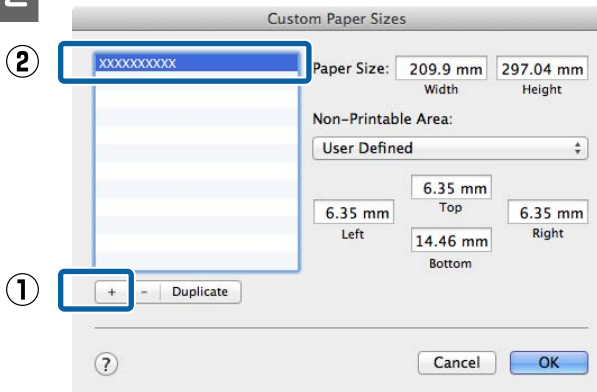 Custom Paper Sizes
②
XXXXXXXXXX
Paper Size: 209.9 mm 297.04 mm
Width Height
Non-Printable Area:
User Defined
6.35 mm
Top
6.35 mm 6.35 mm
Left Right
14.46 mm
Bottom
①
+ - Duplicate
? Cancel OK